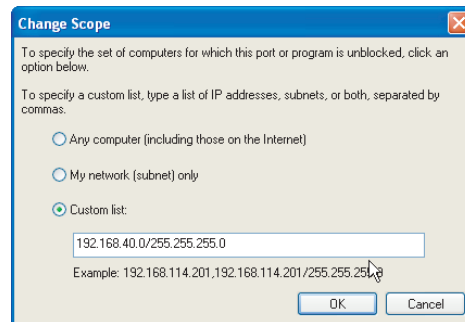 Change Scope
To specify the set of computers for which this port or program is unblocked, click an
option below.
To specify a custom list, type a list of IP addresses, subnets, or both, separated by
commas.
Any computer (including those on the Internet)
My network (subnet) only
Custom list:
192.168.40.0/255.255.255.0
Example: 192.168.114.201,192.168.114.201/255.255.255.0
OK
Cancel